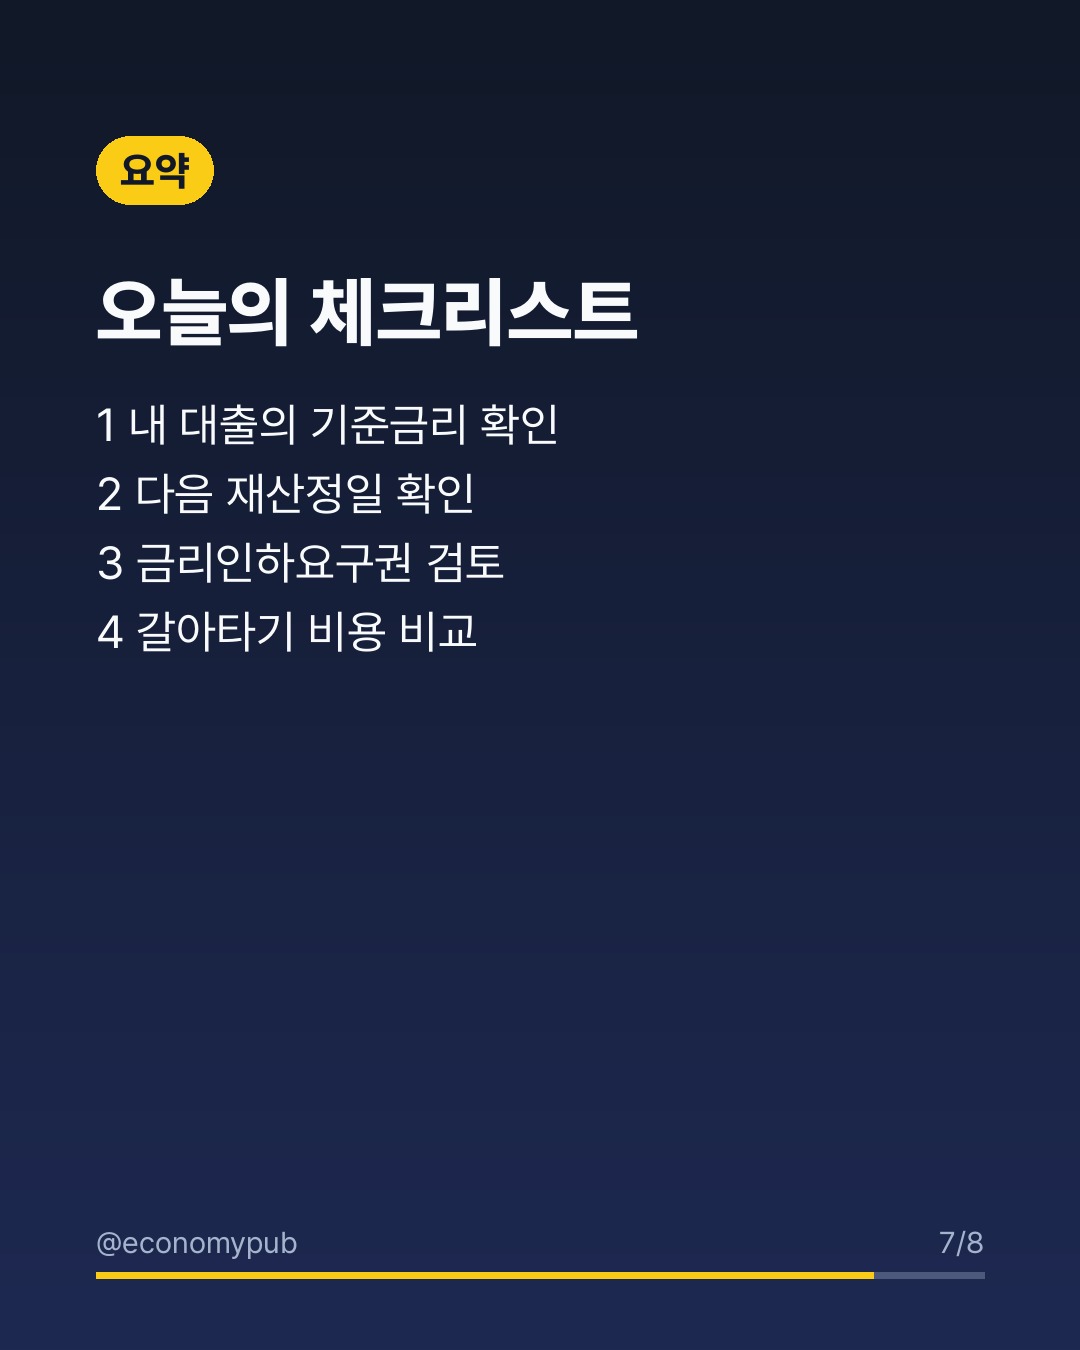 요약
오늘의 체크리스트
1 내 대출의 기준금리 확인
2 다음 재산정일 확인
3 금리인하요구권 검토
4 갈아타기 비용 비교
@economypub
7/8